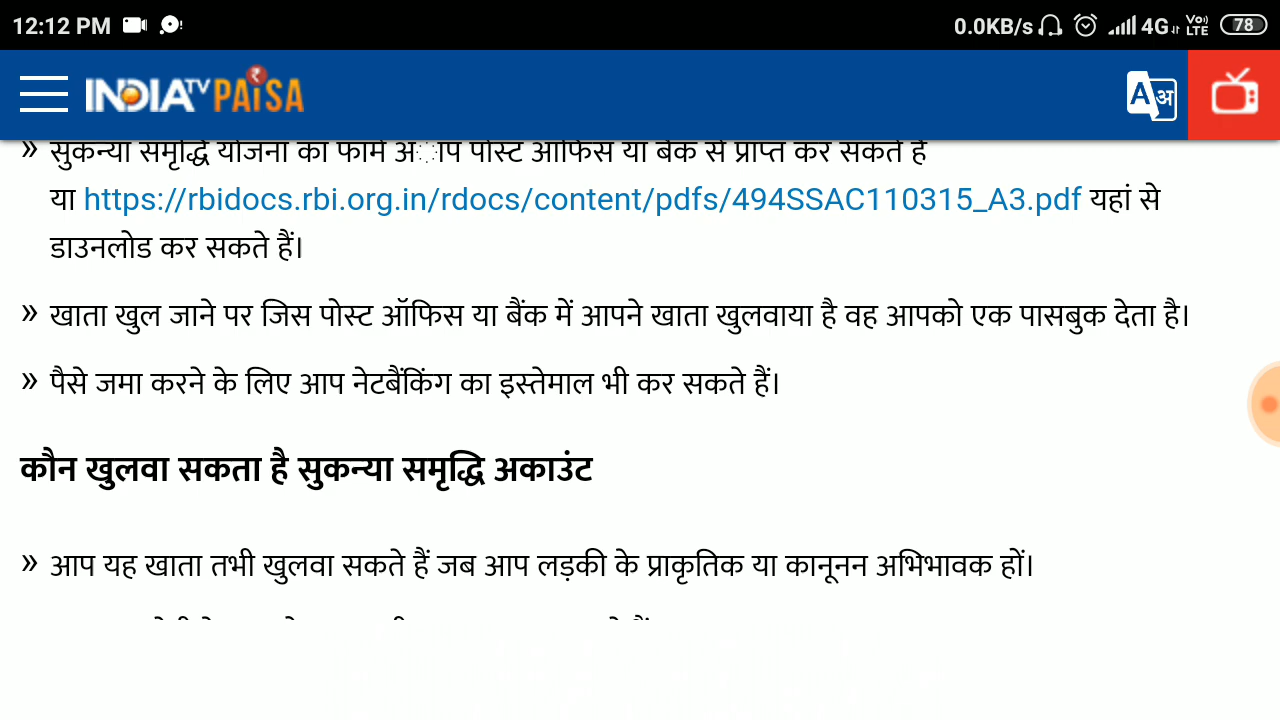 12:12 PM 0.0KB/s 4G Vo) LTE 78
INDIA TV PAISA A अ
» सुकन्या समृद्धि योजना का फॉर्म अाप पोस्ट ऑफिस या बैंक से प्राप्त कर सकते हैं
या https://rbidocs.rbi.org.in/rdocs/content/pdfs/494SSAC110315_A3.pdf यहां से
डाउनलोड कर सकते हैं।
» खाता खुल जाने पर जिस पोस्ट ऑफिस या बैंक में आपने खाता खुलवाया है वह आपको एक पासबुक देता है।
» पैसे जमा करने के लिए आप नेटबैंकिंग का इस्तेमाल भी कर सकते हैं।
कौन खुलवा सकता है सुकन्या समृद्धि अकाउंट
» आप यह खाता तभी खुलवा सकते हैं जब आप लड़की के प्राकृतिक या कानूनन अभिभावक हों।